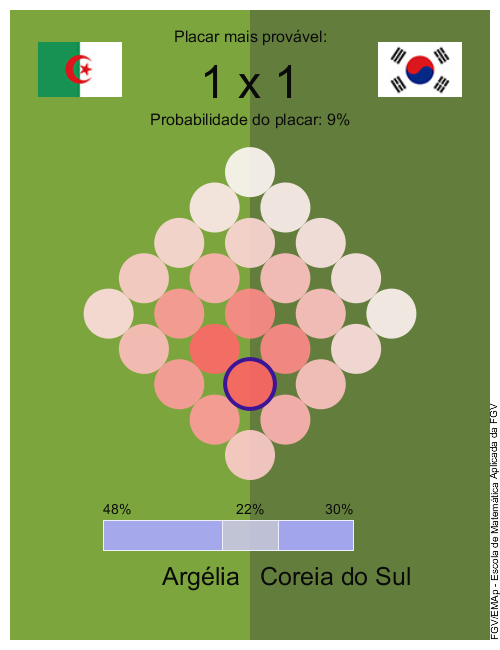 Placar mais provável:
1 x 1
Probabilidade do placar: 9%
48% 22% 30%
Argélia Coreia do Sul
FGV/EMAp - Escola de Matemática Aplicada da FGV